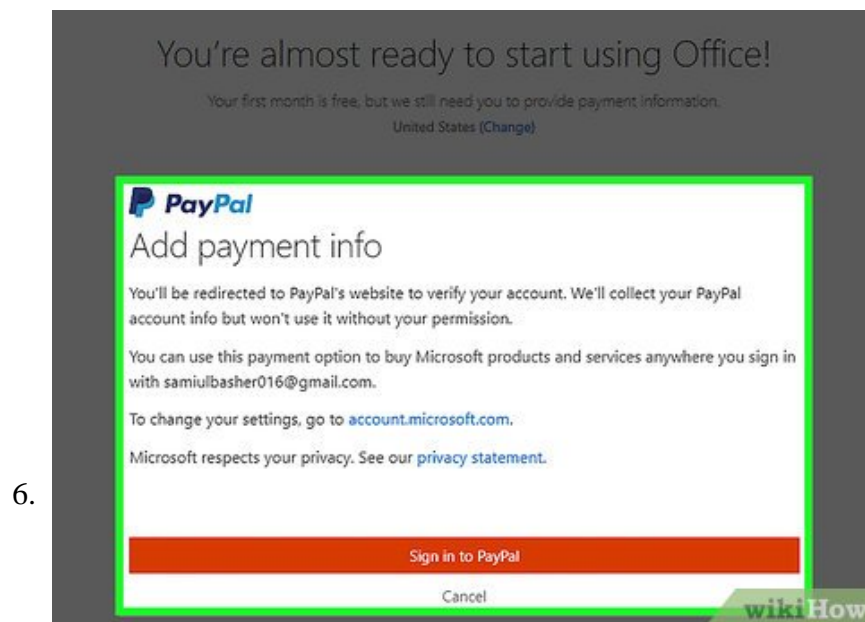 You're almost ready to start using Office!
Your first month is free, but we still need you to provide payment information.
United States (Change)
PayPal
Add payment info
You'll be redirected to PayPal's website to verify your account. We'll collect your PayPal
account info but won't use it without your permission.
You can use this payment option to buy Microsoft products and services anywhere you sign in
with samiulbasher016@gmail.com.
To change your settings, go to account.microsoft.com.
Microsoft respects your privacy. See our privacy statement.
6.
Sign in to PayPal
Cancel
wikiHow